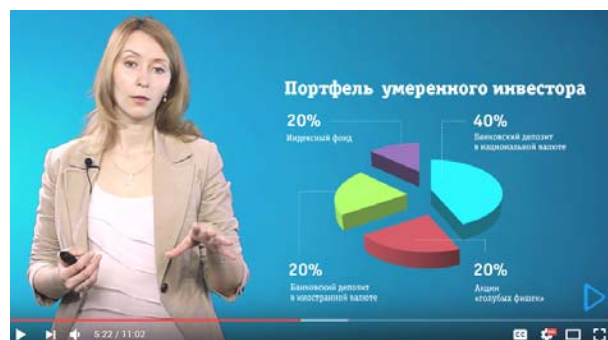 Портфель умеренного инвестора
20%
Индексный фонд
40%
Банковский депозит
в национальной валюте
20%
Банковский депозит
в иностранной валюте
20%
Акции
«голубых фишек»
5:22 / 11:02
CC